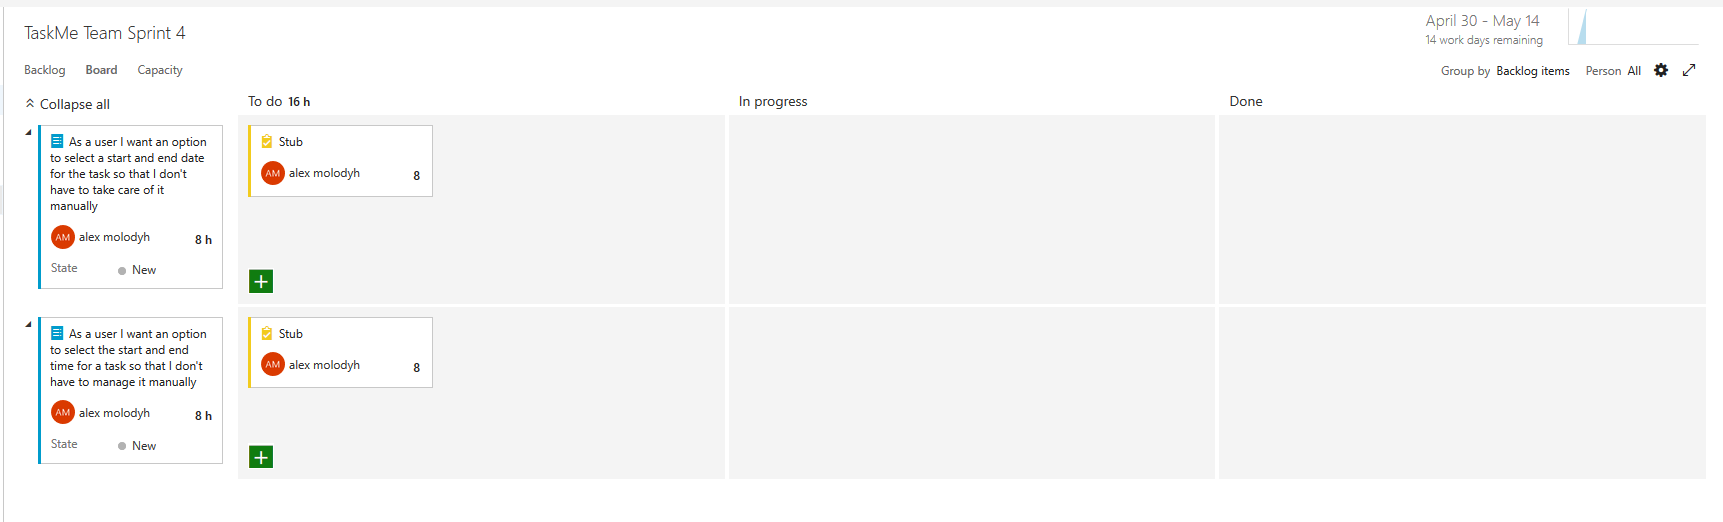 TaskMe Team Sprint 4
April 30 - May 14
14 work days remaining
Backlog Board Capacity
Group by Backlog items Person All
Collapse all
To do 16 h
In progress
Done
As a user I want an option
to select a start and end date
for the task so that I don't
have to take care of it
manually
AM alex molodyh 8 h
State New
Stub
AM alex molodyh 8
As a user I want an option
to select the start and end
time for a task so that I don't
have to manage it manually
AM alex molodyh 8 h
State New
Stub
AM alex molodyh 8